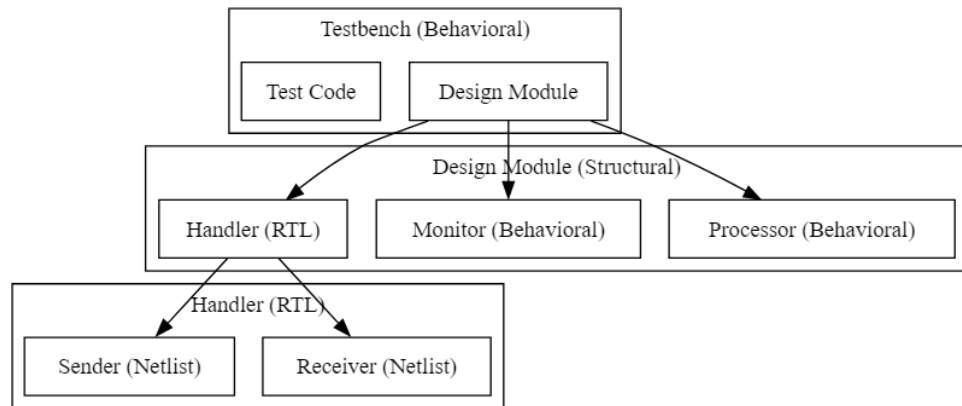 Testbench (Behavioral)
Test Code
Design Module
Design Module (Structural)
Handler (RTL)
Monitor (Behavioral)
Processor (Behavioral)
Handler (RTL)
Sender (Netlist)
Receiver (Netlist)